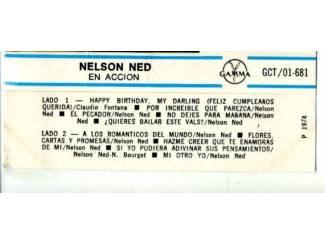 NELSON NED
EN ACCION
GAMMA
GCT/01-681
LADO 1 - HAPPY BIRTHDAY, MY DARLING (FELIZ CUMPLEAÑOS
QUERIDA)/Claudio Fontana ■ POR INCREIBLE QUE PAREZCA/Nelson
Ned ■ EL PECADOR/Nelson Ned ■ NO DEJES PARA MAÑANA/Nelson
Ned ■ ¿QUIERES BAILAR ESTE VALS?/Nelson Ned
LADO 2 - A LOS ROMANTICOS DEL MUNDO/Nelson Ned ■ FLORES,
CARTAS Y PROMESAS/Nelson Ned ■ HAZME CREER QUE TE ENAMORAS
DE MI/Nelson Ned ■ SI YO PUDIERA ADIVINAR SUS PENSAMIENTOS/
Nelson Ned-N. Bourget ■ MI OTRO YO/Nelson Ned
P 1974